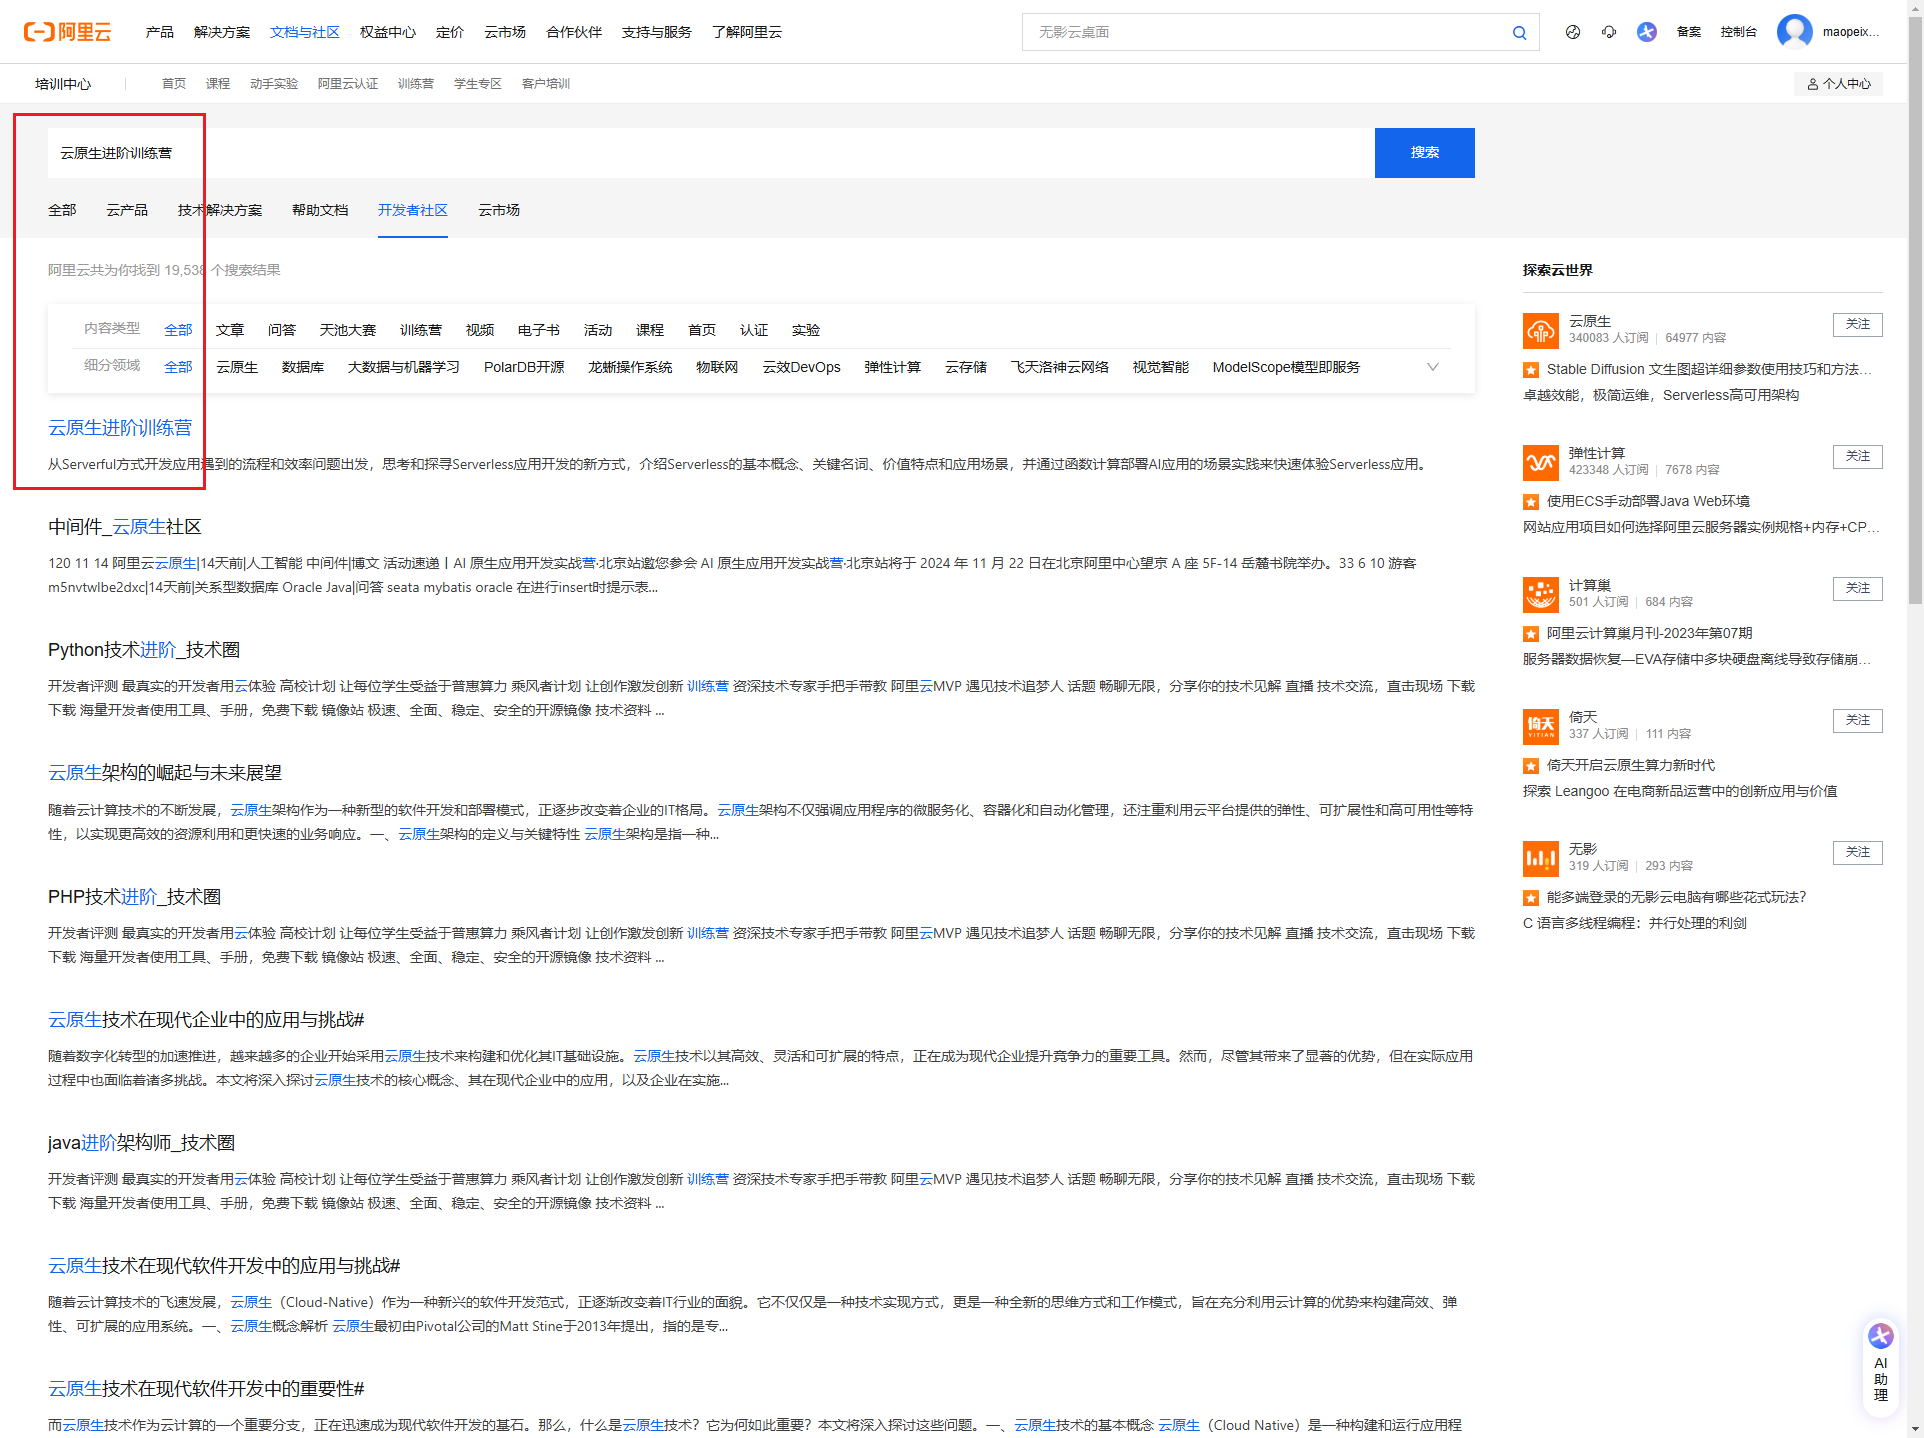 阿里云 产品 解决方案 文档与社区 权益中心 定价 云市场 合作伙伴 支持与服务 了解阿里云 无影云桌面 备案 控制台 maopeix...
培训中心 首页 课程 动手实验 阿里云认证 训练营 学生专区 客户培训 个人中心
云原生进阶训练营 搜索
全部 云产品 技术解决方案 帮助文档 开发者社区 云市场
阿里云共为你找到 19,538 个搜索结果
内容类型 全部 文章 问答 天池大赛 训练营 视频 电子书 活动 课程 首页 认证 实验
细分领域 全部 云原生 数据库 大数据与机器学习 PolarDB开源 龙蜥操作系统 物联网 云效DevOps 弹性计算 云存储 飞天洛神云网络 视觉智能 ModelScope模型即服务
云原生进阶训练营
从Serverful方式开发应用遇到的流程和效率问题出发，思考和探寻Serverless应用开发的新方式，介绍Serverless的基本概念、关键名词、价值特点和应用场景，并通过函数计算部署AI应用的场景实践来快速体验Serverless应用。
中间件_云原生社区
120 11 14 阿里云云原生|14天前|人工智能 中间件|博文 活动速递丨AI 原生应用开发实战营·北京站邀您参会 AI 原生应用开发实战营·北京站将于 2024 年 11 月 22 日在北京阿里中心望京 A 座 5F-14 岳麓书院举办。33 6 10 游客
m5nvtwlbe2dxc|14天前|关系型数据库 Oracle Java|问答 seata mybatis oracle 在进行insert时提示表...
Python技术进阶_技术圈
开发者评测 最真实的开发者用云体验 高校计划 让每位学生受益于普惠算力 乘风者计划 让创作激发创新 训练营 资深技术专家手把手带教 阿里云MVP 遇见技术追梦人 话题 畅聊无限，分享你的技术见解 直播 技术交流，直击现场 下载
下载 海量开发者使用工具、手册，免费下载 镜像站 极速、全面、稳定、安全的开源镜像 技术资料 ...
云原生架构的崛起与未来展望
随着云计算技术的不断发展，云原生架构作为一种新型的软件开发和部署模式，正逐步改变着企业的IT格局。云原生架构不仅强调应用程序的微服务化、容器化和自动化管理，还注重利用云平台提供的弹性、可扩展性和高可用性等特
性，以实现更高效的资源利用和更快速的业务响应。一、云原生架构的定义与关键特性 云原生架构是指一种...
PHP技术进阶_技术圈
开发者评测 最真实的开发者用云体验 高校计划 让每位学生受益于普惠算力 乘风者计划 让创作激发创新 训练营 资深技术专家手把手带教 阿里云MVP 遇见技术追梦人 话题 畅聊无限，分享你的技术见解 直播 技术交流，直击现场 下载
下载 海量开发者使用工具、手册，免费下载 镜像站 极速、全面、稳定、安全的开源镜像 技术资料 ...
云原生技术在现代企业中的应用与挑战#
随着数字化转型的加速推进，越来越多的企业开始采用云原生技术来构建和优化其IT基础设施。云原生技术以其高效、灵活和可扩展的特点，正在成为现代企业提升竞争力的重要工具。然而，尽管其带来了显著的优势，但在实际应用
过程中也面临着诸多挑战。本文将深入探讨云原生技术的核心概念、其在现代企业中的应用，以及企业在实施...
java进阶架构师_技术圈
开发者评测 最真实的开发者用云体验 高校计划 让每位学生受益于普惠算力 乘风者计划 让创作激发创新 训练营 资深技术专家手把手带教 阿里云MVP 遇见技术追梦人 话题 畅聊无限，分享你的技术见解 直播 技术交流，直击现场 下载
下载 海量开发者使用工具、手册，免费下载 镜像站 极速、全面、稳定、安全的开源镜像 技术资料 ...
云原生技术在现代软件开发中的应用与挑战#
随着云计算技术的飞速发展，云原生（Cloud-Native）作为一种新兴的软件开发范式，正逐渐改变着IT行业的面貌。它不仅仅是一种技术实现方式，更是一种全新的思维方式和工作模式，旨在充分利用云计算的优势来构建高效、弹
性、可扩展的应用系统。一、云原生概念解析 云原生最初由Pivotal公司的Matt Stine于2013年提出，指的是专...
云原生技术在现代软件开发中的重要性#
而云原生技术作为云计算的一个重要分支，正在迅速成为现代软件开发的基石。那么，什么是云原生技术？它为何如此重要？本文将深入探讨这些问题。一、云原生技术的基本概念 云原生（Cloud Native）是一种构建和运行应用程
探索云世界
云原生 关注
340083 人订阅 64977 内容
Stable Diffusion 文生图超详细参数使用技巧和方法...
卓越效能，极简运维，Serverless高可用架构
弹性计算 关注
423348 人订阅 7678 内容
使用ECS手动部署Java Web环境
网站应用项目如何选择阿里云服务器实例规格+内存+CP...
计算巢 关注
501 人订阅 684 内容
阿里云计算巢月刊-2023年第07期
服务器数据恢复—EVA存储中多块硬盘离线导致存储崩...
倚天 YITIAN
倚天 关注
337 人订阅 111 内容
倚天开启云原生算力新时代
探索 Leangoo 在电商新品运营中的创新应用与价值
无影 关注
319 人订阅 293 内容
能多端登录的无影云电脑有哪些花式玩法？
C 语言多线程编程：并行处理的利剑
AI
助
理